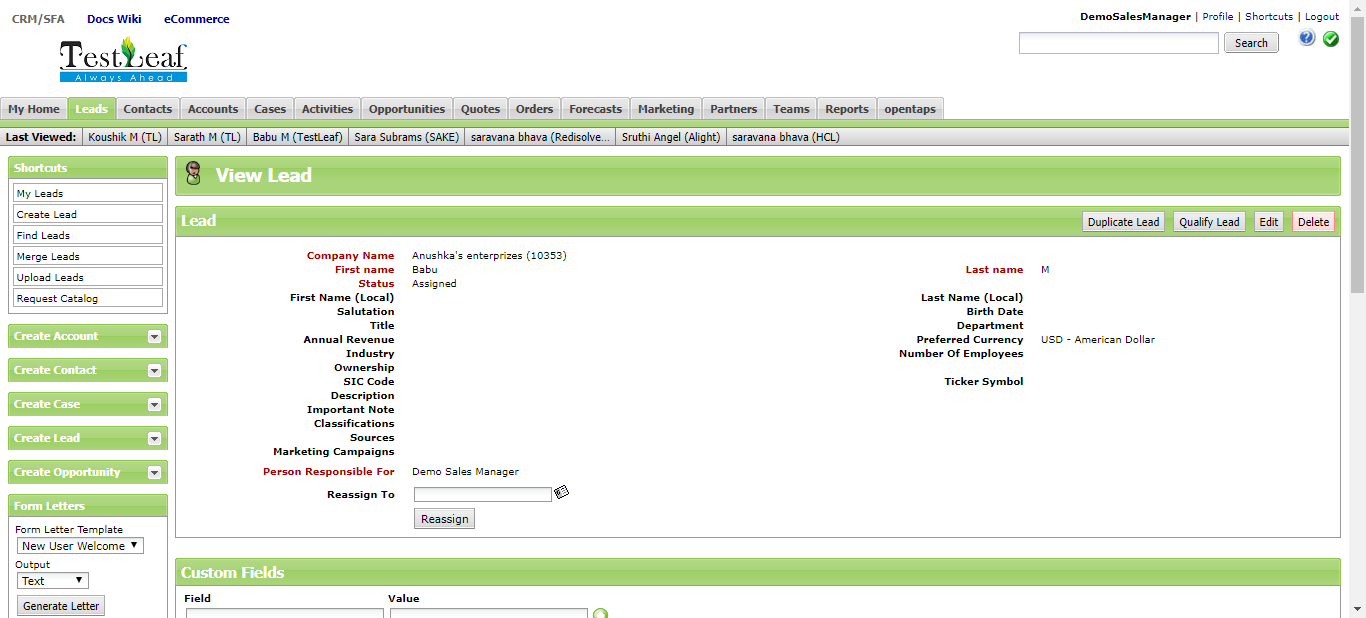 CRM/SFA Docs Wiki eCommerce
DemoSalesManager | Profile | Shortcuts | Logout
TestLeaf
Always Ahead
Search
My Home Leads Contacts Accounts Cases Activities Opportunities Quotes Orders Forecasts Marketing Partners Teams Reports opentaps
Last Viewed: Koushik M (TL) Sarath M (TL) Babu M (TestLeaf) Sara Subrams (SAKE) saravana bhava (Redisolve... Sruthi Angel (Alight) saravana bhava (HCL)
Shortcuts
My Leads
Create Lead
Find Leads
Merge Leads
Upload Leads
Request Catalog
Create Account
Create Contact
Create Case
Create Lead
Create Opportunity
Form Letters
Form Letter Template
New User Welcome
Output
Text
Generate Letter
View Lead
Lead Duplicate Lead Qualify Lead Edit Delete
Company Name Anushka's enterprizes (10353)
First name Babu Last name M
Status Assigned
First Name (Local) Last Name (Local)
Salutation Birth Date
Title Department
Annual Revenue Preferred Currency USD - American Dollar
Industry Number Of Employees
Ownership
SIC Code Ticker Symbol
Description
Important Note
Classifications
Sources
Marketing Campaigns
Person Responsible For Demo Sales Manager
Reassign To
Reassign
Custom Fields
Field Value